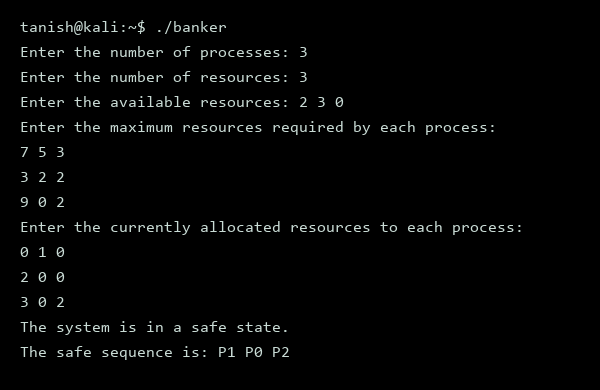 tanish@kali:~$ ./banker
Enter the number of processes: 3
Enter the number of resources: 3
Enter the available resources: 2 3 0
Enter the maximum resources required by each process:
7 5 3
3 2 2
9 0 2
Enter the currently allocated resources to each process:
0 1 0
2 0 0
3 0 2
The system is in a safe state.
The safe sequence is: P1 P0 P2